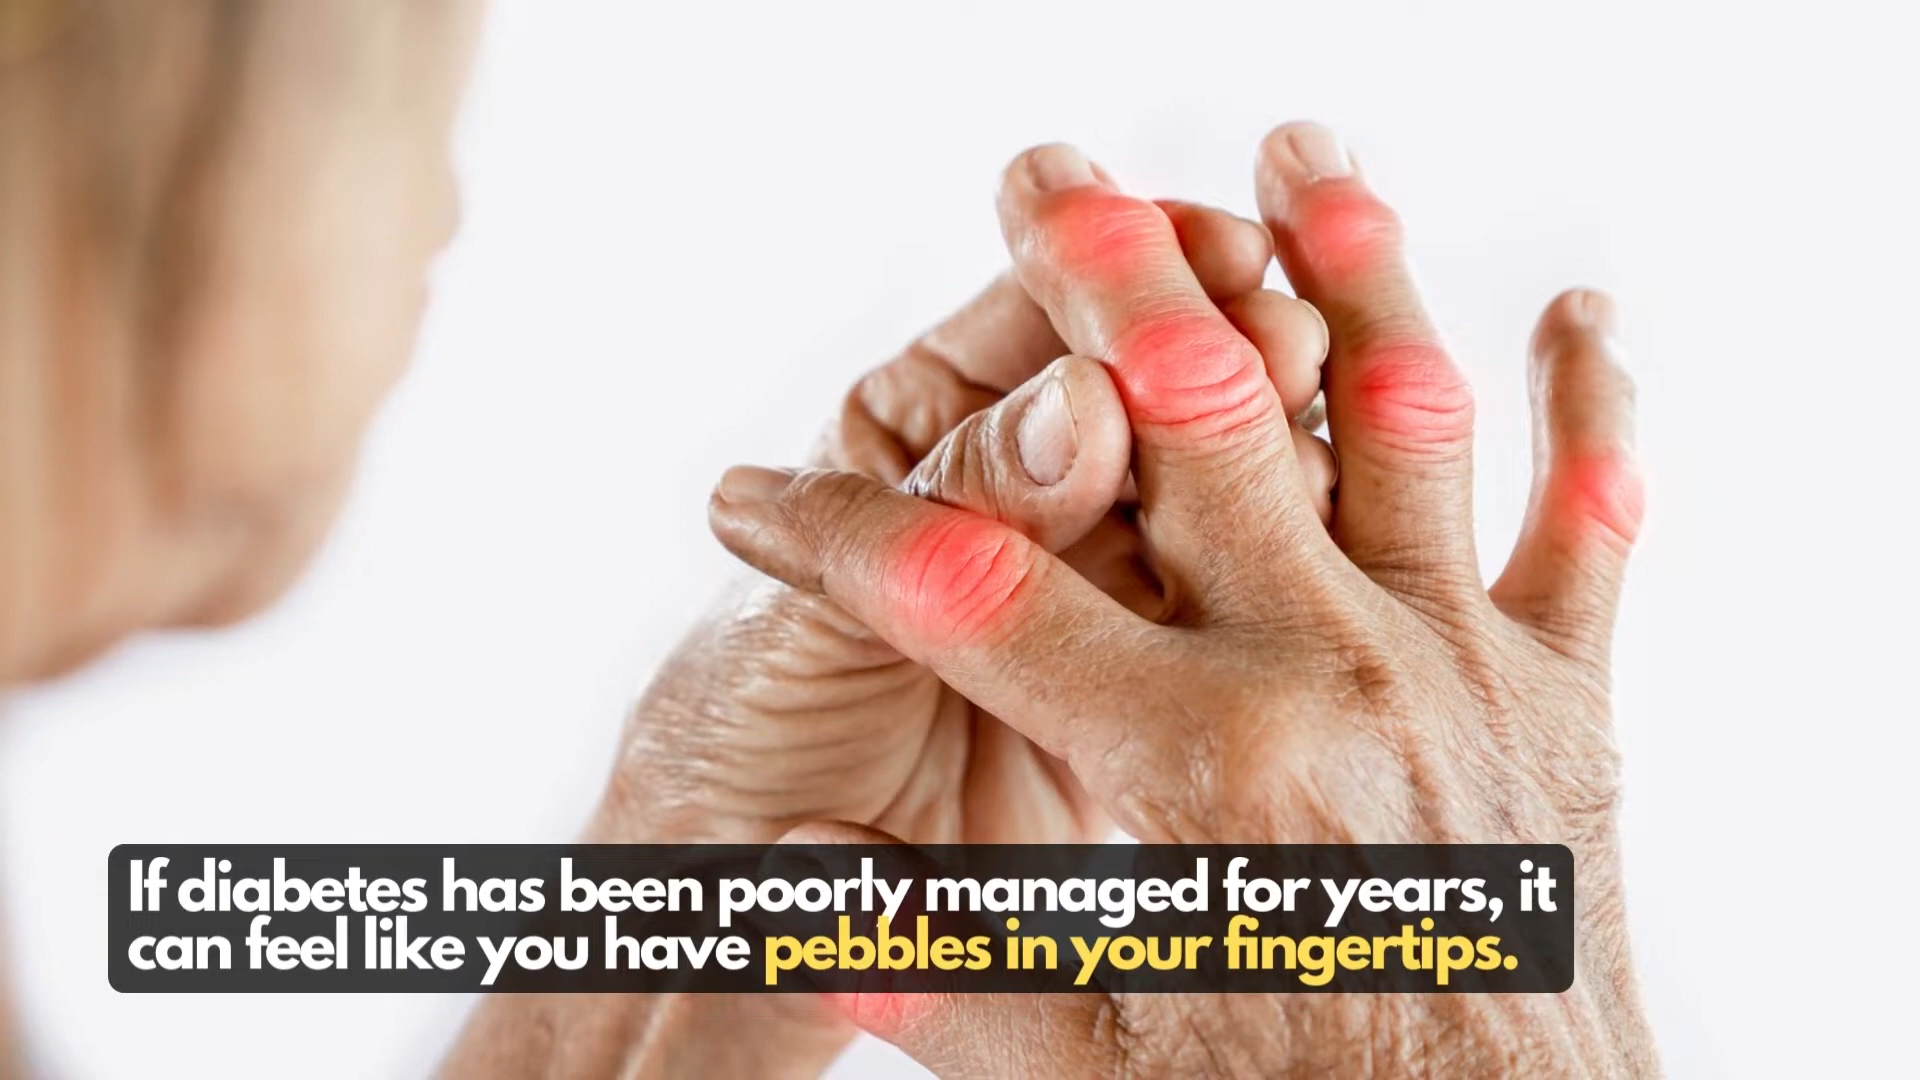 If diabetes has been poorly managed for years, it
can feel like you have pebbles in your fingertips.